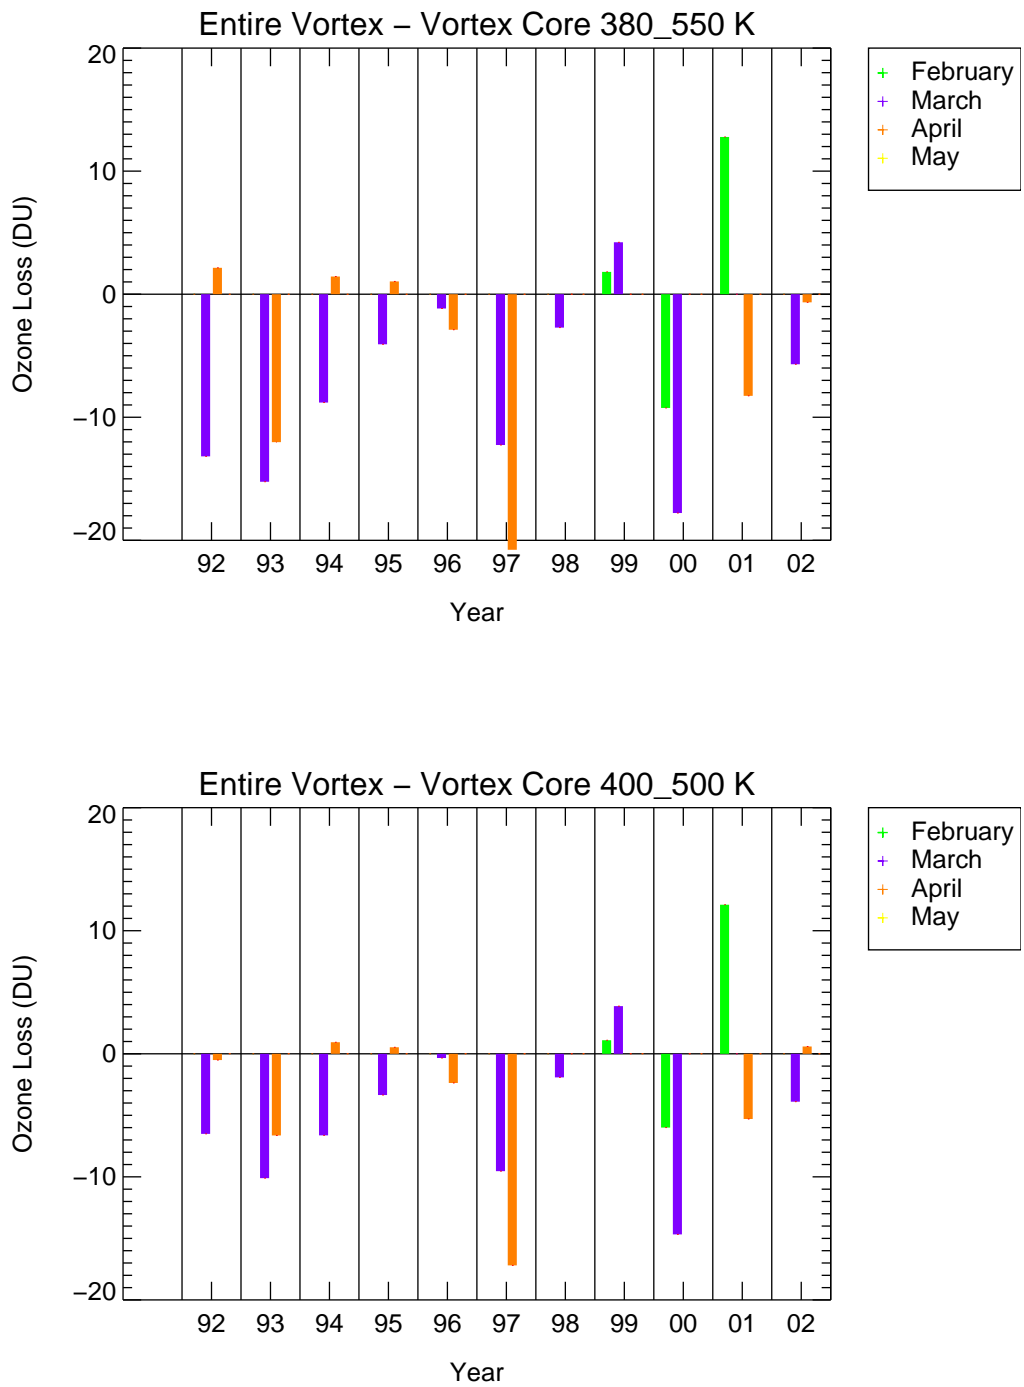 Entire Vortex – Vortex Core 380_550 K
20
10
0
–10
–20
Ozone Loss (DU)
92 93 94 95 96 97 98 99 00 01 02
Year
February
March
April
May
Entire Vortex – Vortex Core 400_500 K
20
10
0
–10
–20
Ozone Loss (DU)
92 93 94 95 96 97 98 99 00 01 02
Year
February
March
April
May